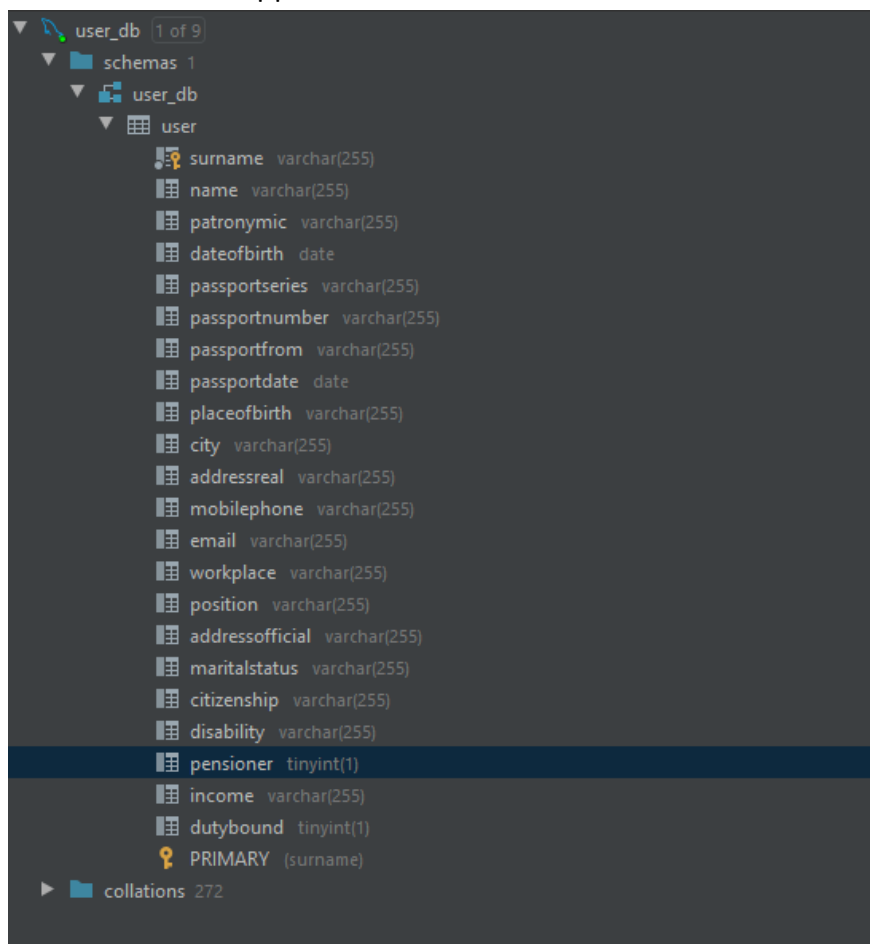 user_db 1 of 9
schemas 1
user_db
user
surname varchar(255)
name varchar(255)
patronymic varchar(255)
dateofbirth date
passportseries varchar(255)
passportnumber varchar(255)
passportfrom varchar(255)
passportdate date
placeofbirth varchar(255)
city varchar(255)
addressreal varchar(255)
mobilephone varchar(255)
email varchar(255)
workplace varchar(255)
position varchar(255)
addressofficial varchar(255)
maritalstatus varchar(255)
citizenship varchar(255)
disability varchar(255)
pensioner tinyint(1)
income varchar(255)
dutybound tinyint(1)
PRIMARY (surname)
collations 272